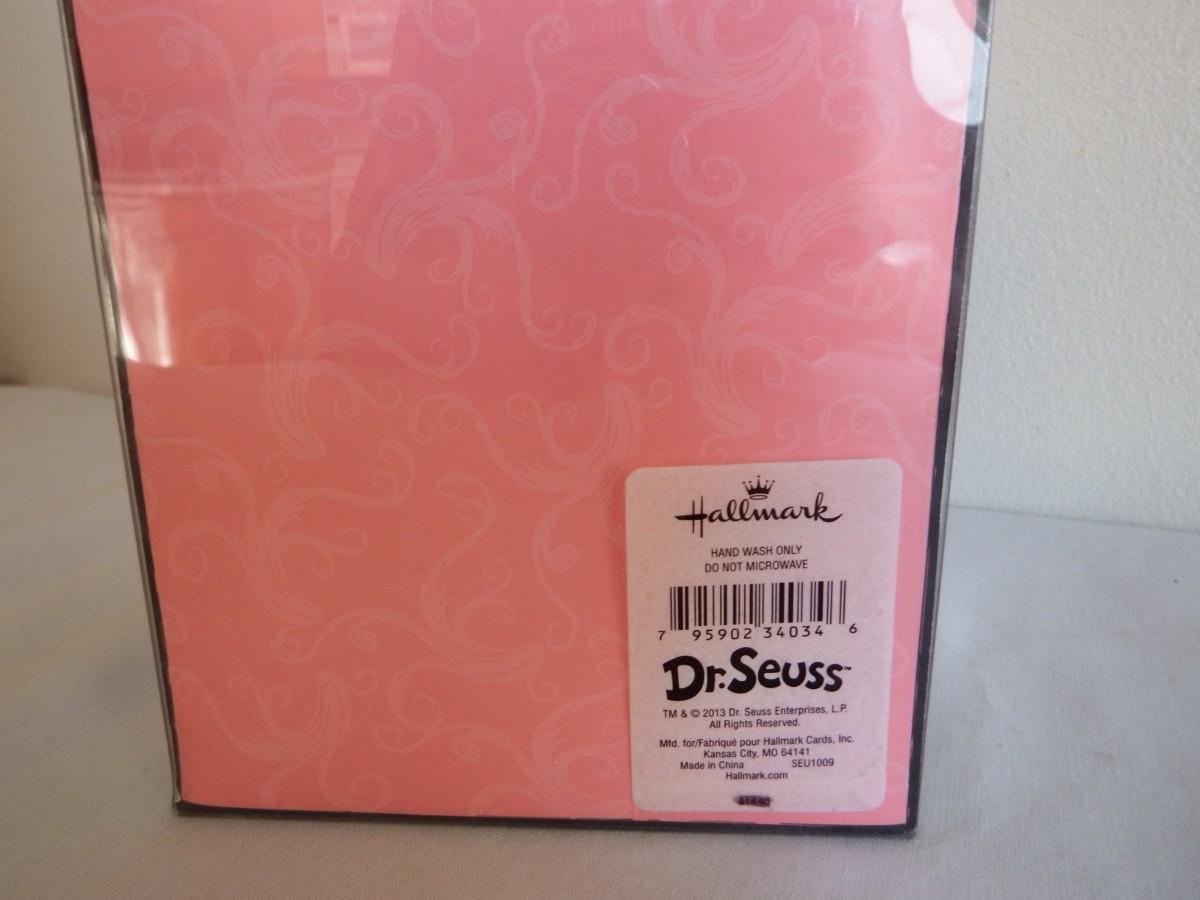 Hallmark
HAND WASH ONLY
DO NOT MICROWAVE
7 95902 34034 6
Dr. Seuss™
TM & © 2013 Dr. Seuss Enterprises, L.P.
All Rights Reserved.
Mfd. for/Fabriqué pour Hallmark Cards, Inc.
Kansas City, MO 64141
Made in China SEU1009
Hallmark.com